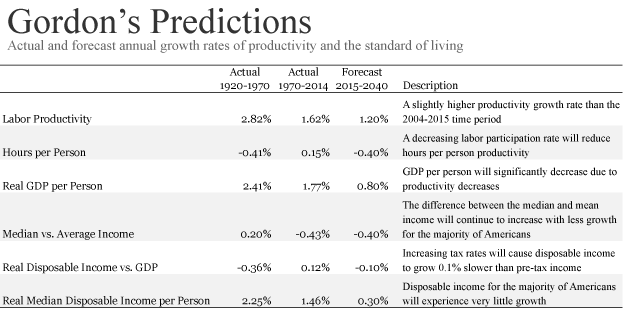 Gordon's Predictions
Actual and forecast annual growth rates of productivity and the standard of living
Actual Actual Forecast
1920-1970 1970-2014 2015-2040 Description
A slightly higher productivity growth rate than the
Labor Productivity 2.82% 1.62% 1.20% 2004-2015 time period
A decreasing labor participation rate will reduce
Hours per Person -0.41% 0.15% -0.40% hours per person productivity
GDP per person will significantly decrease due to
Real GDP per Person 2.41% 1.77% 0.80% productivity decreases
The difference between the median and mean
income will continue to increase with less growth
Median vs. Average Income 0.20% -0.43% -0.40% for the majority of Americans
Increasing tax rates will cause disposable income
Real Disposable Income vs. GDP -0.36% 0.12% -0.10% to grow 0.1% slower than pre-tax income
Disposable income for the majority of Americans
Real Median Disposable Income per Person 2.25% 1.46% 0.30% will experience very little growth